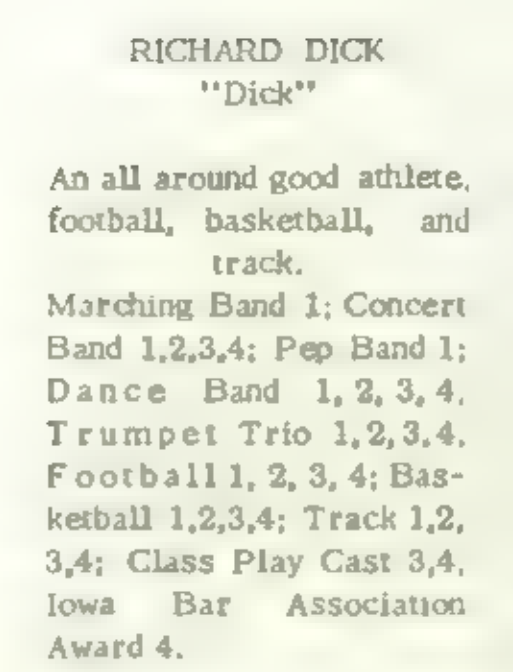 RICHARD DICK
"Dick"
An all around good athlete,
football, basketball, and
track.
Marching Band 1; Concert
Band 1,2,3,4; Pep Band 1;
Dance Band 1, 2, 3, 4,
Trumpet Trio 1,2,3,4,
Football 1, 2, 3, 4; Bas-
ketball 1,2,3,4; Track 1,2,
3,4; Class Play Cast 3,4,
Iowa Bar Association
Award 4.